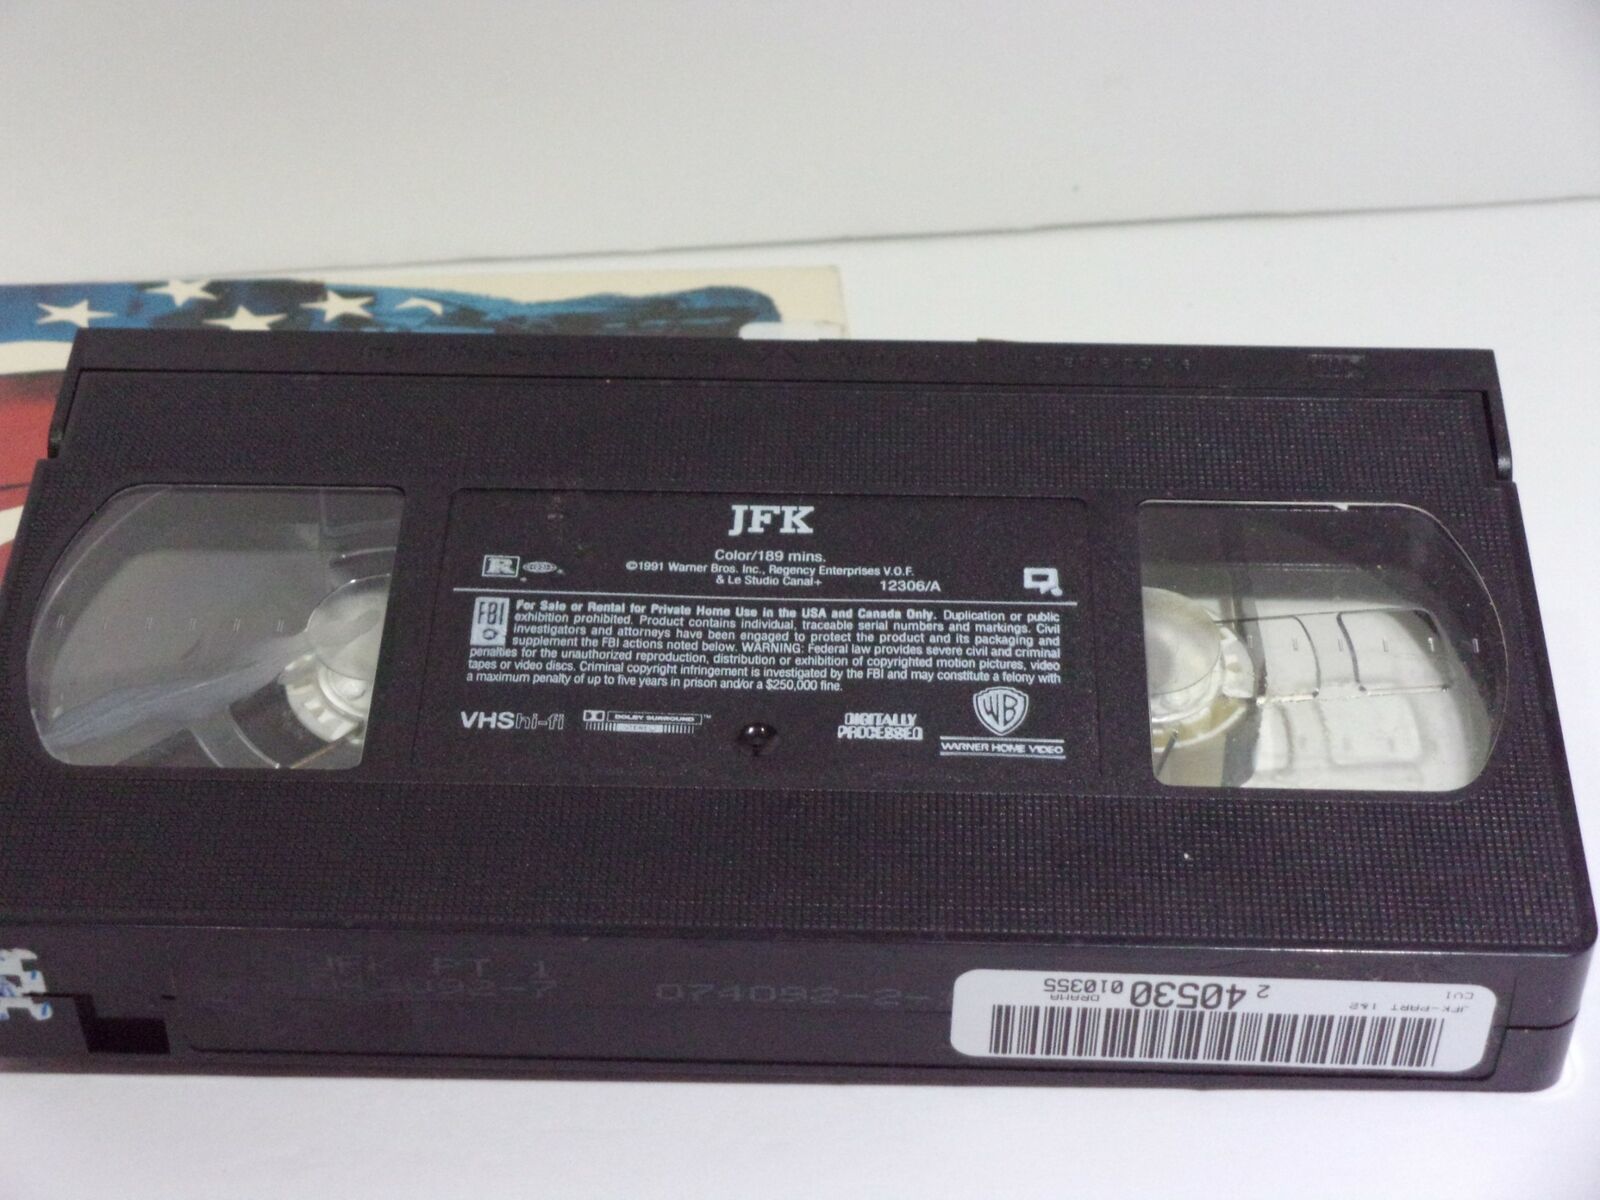 JFK
Color/189 mins.
©1991 Warner Bros. Inc., Regency Enterprises V.O.F.
& Le Studio Canal+
12306/A
R
FBI
For Sale or Rental for Private Home Use in the USA and Canada Only. Duplication or public
exhibition prohibited. Product contains individual, traceable serial numbers and markings. Civil
investigators and attorneys have been engaged to protect the product and its packaging and
supplement the FBI actions noted below. WARNING: Federal law provides severe civil and criminal
penalties for the unauthorized reproduction, distribution or exhibition of copyrighted motion pictures, video
tapes or video discs. Criminal copyright infringement is investigated by the FBI and may constitute a felony with
a maximum penalty of up to five years in prison and/or a $250,000 fine.
VHS hi-fi
DOLBY SURROUND™
STEREO
DIGITALLY
PROCESSED
WB
WARNER HOME VIDEO
JFK PT 1
074092-2-
JFK-PART 1&2
CVI
2 40530 010355
DRAMA